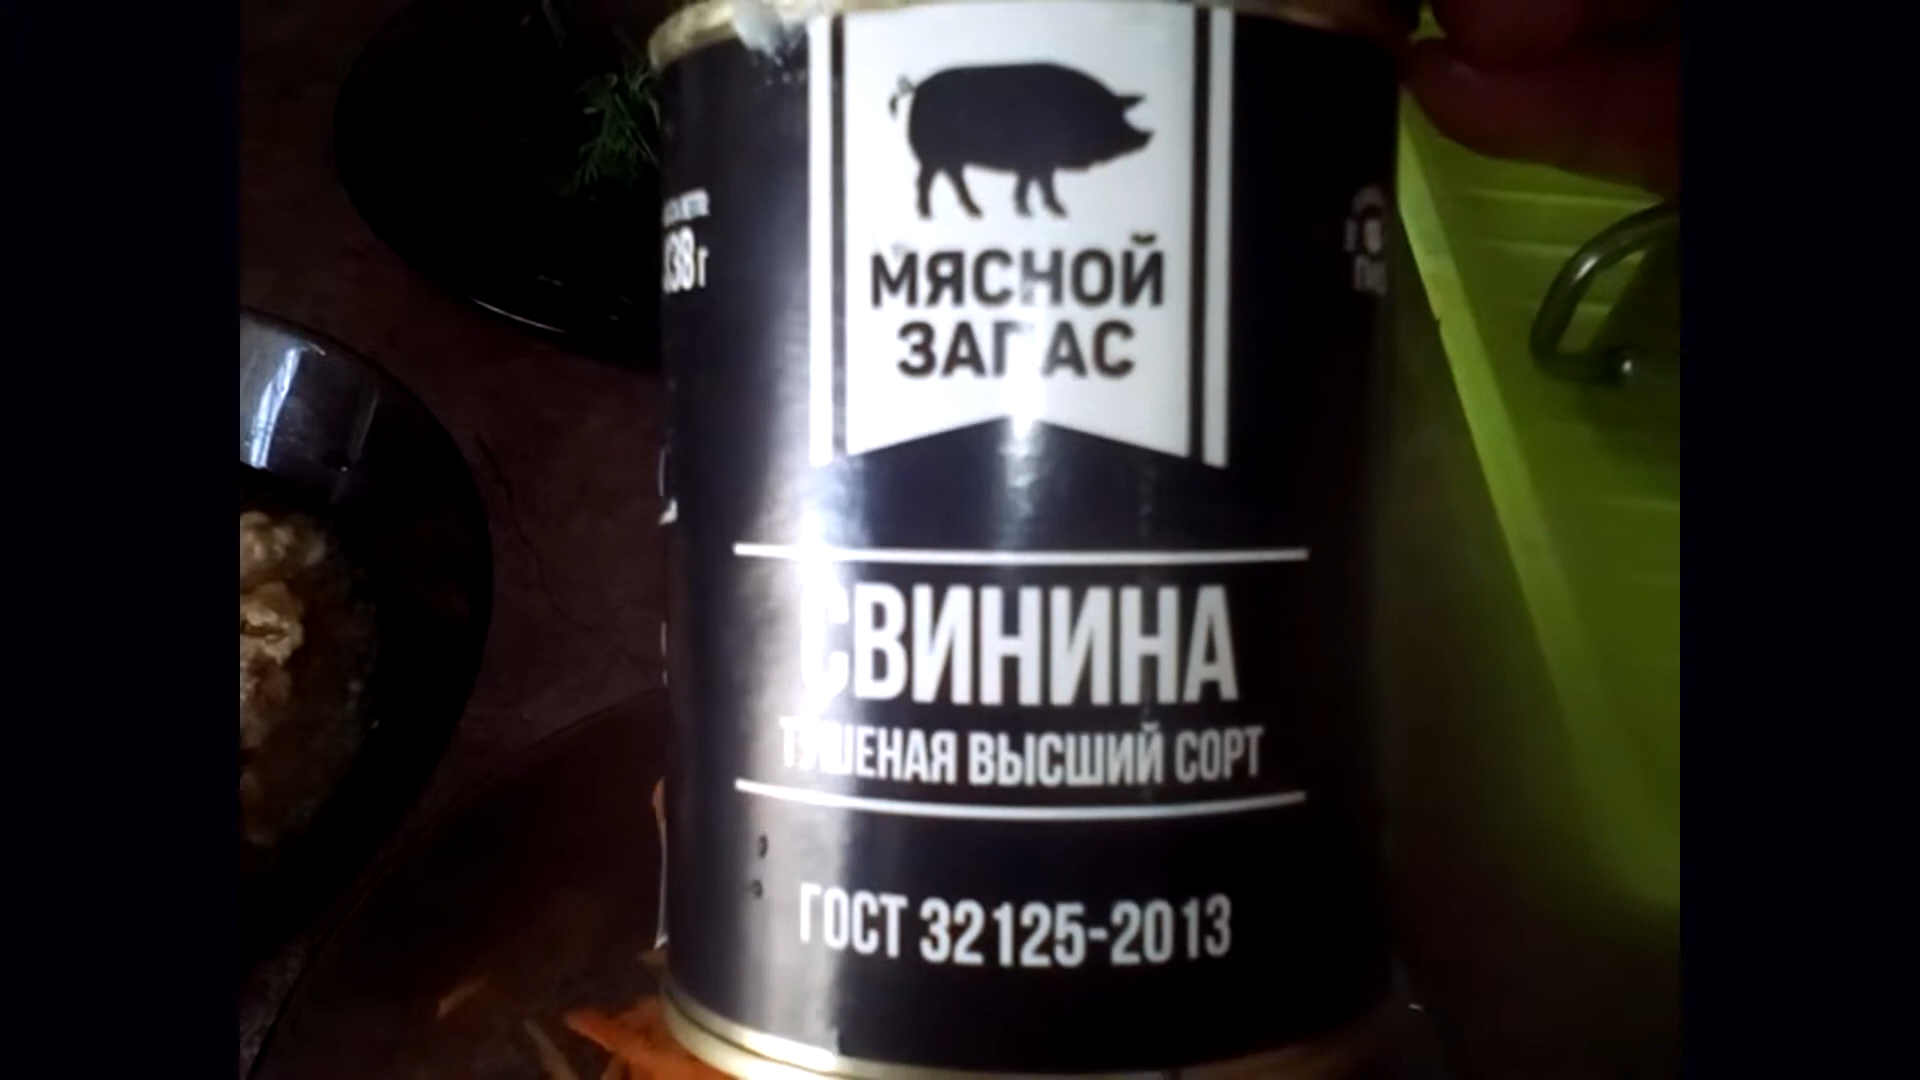 МЯСНОЙ
ЗАПАС
СВИНИНА
ТУШЕНАЯ ВЫСШИЙ СОРТ
ГОСТ 32125-2013